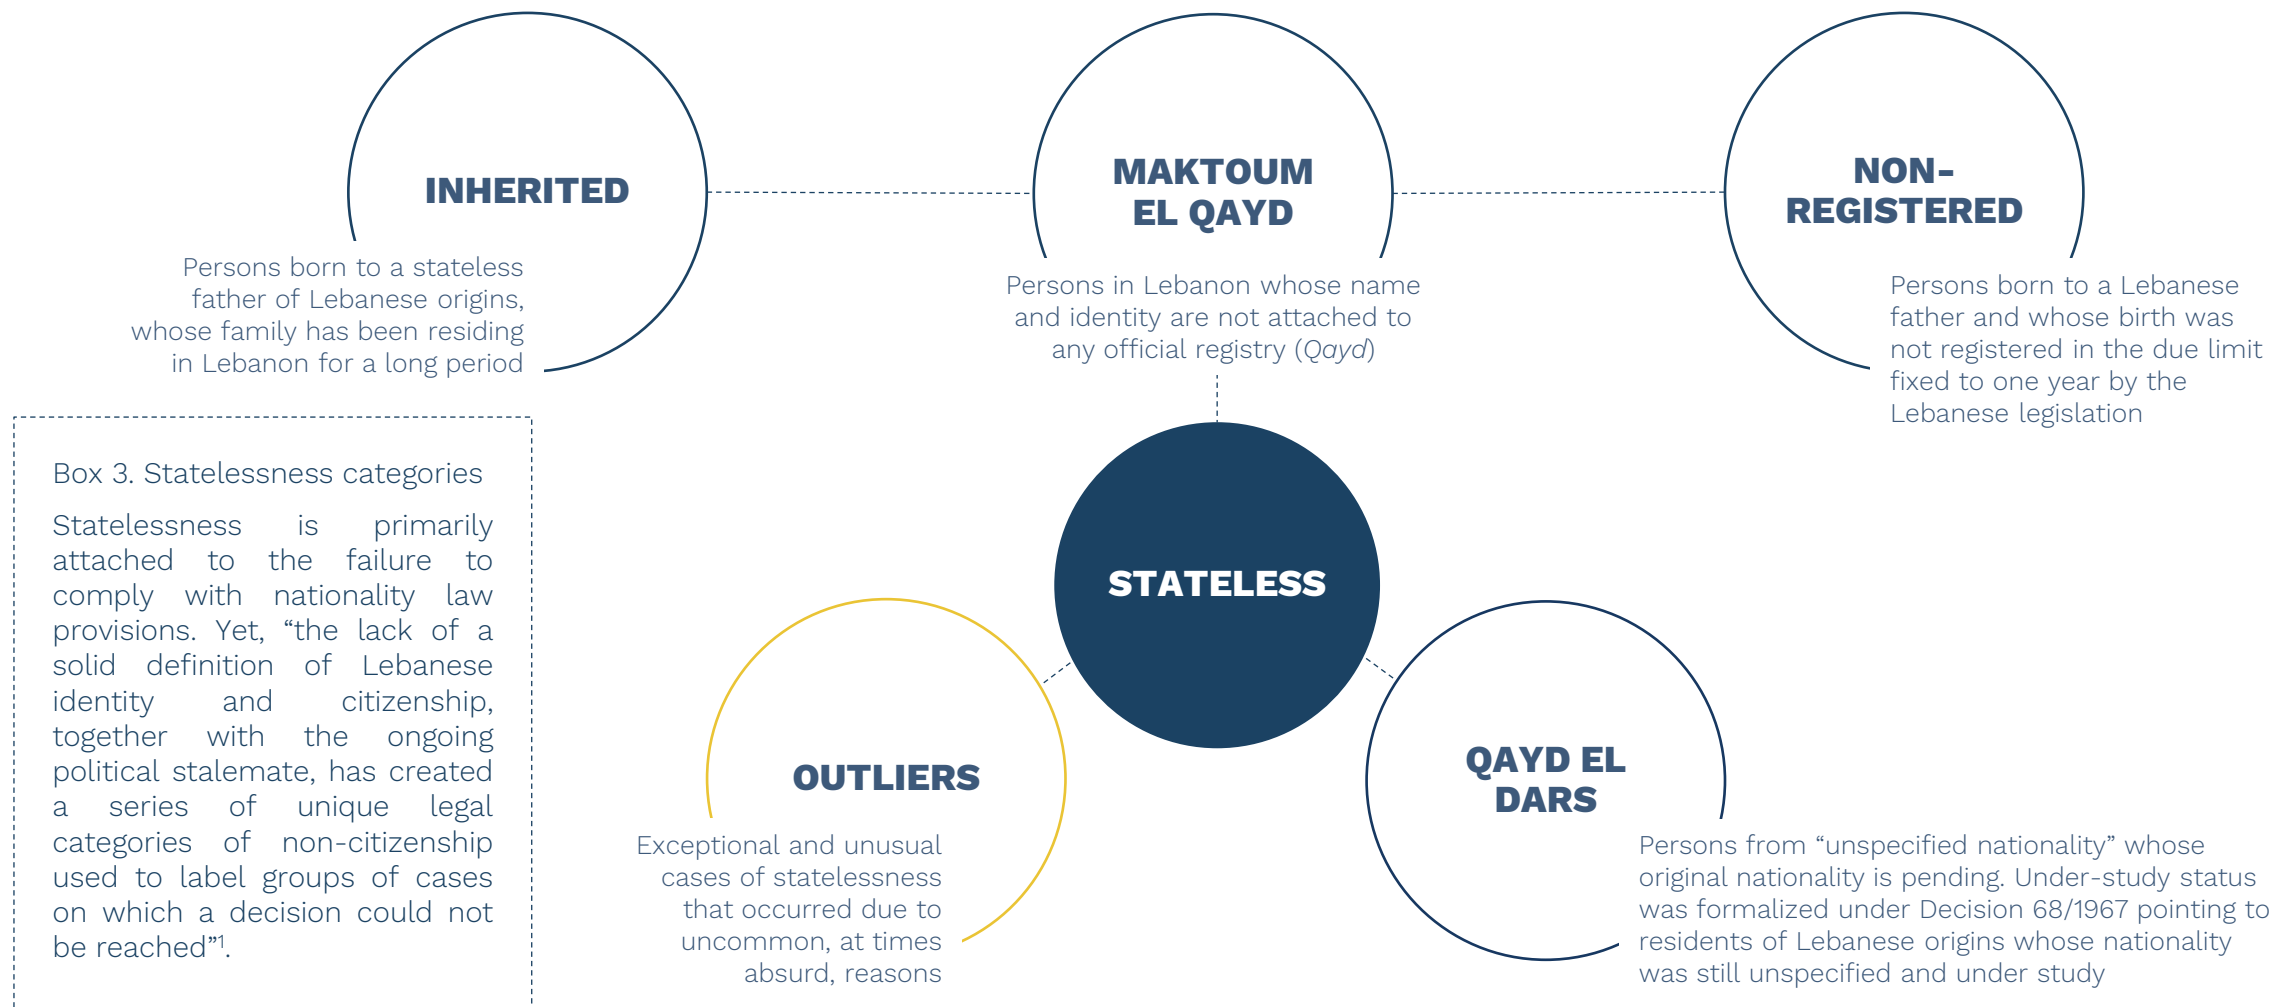 INHERITED
Persons born to a stateless
father of Lebanese origins,
whose family has been residing
in Lebanon for a long period
MAKTOUM
EL QAYD
Persons in Lebanon whose name
and identity are not attached to
any official registry (Qayd)
NON-
REGISTERED
Persons born to a Lebanese
father and whose birth was
not registered in the due limit
fixed to one year by the
Lebanese legislation
Box 3. Statelessness categories
Statelessness is primarily
attached to the failure to
comply with nationality law
provisions. Yet, “the lack of a
solid definition of Lebanese
identity and citizenship,
together with the ongoing
political stalemate, has created
a series of unique legal
categories of non-citizenship
used to label groups of cases
on which a decision could not
be reached”¹.
STATELESS
OUTLIERS
Exceptional and unusual
cases of statelessness
that occurred due to
uncommon, at times
absurd, reasons
QAYD EL
DARS
Persons from “unspecified nationality” whose
original nationality is pending. Under-study status
was formalized under Decision 68/1967 pointing to
residents of Lebanese origins whose nationality
was still unspecified and under study